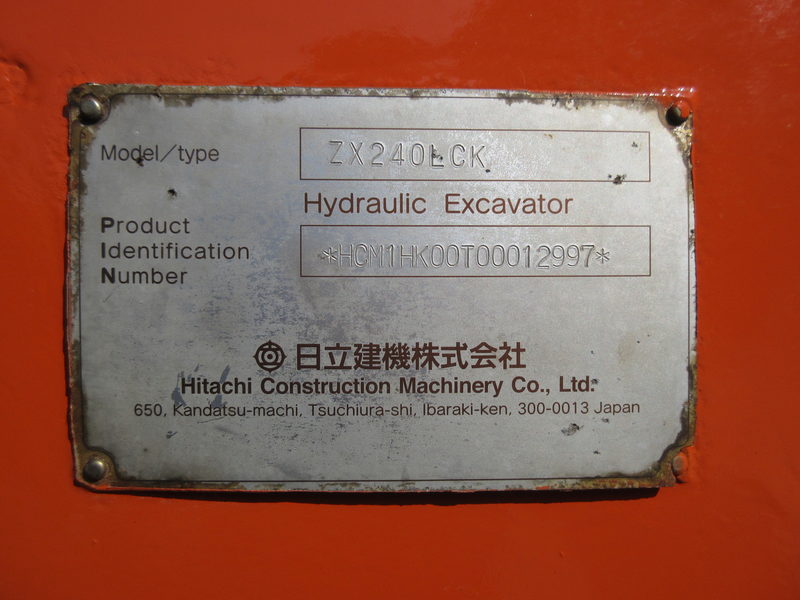 Model/type ZX240LCK
Hydraulic Excavator
Product
Identification
Number
*HCM1HK00T00012997*
日立建機株式会社
Hitachi Construction Machinery Co., Ltd.
650, Kandatsu-machi, Tsuchiura-shi, Ibaraki-ken, 300-0013 Japan